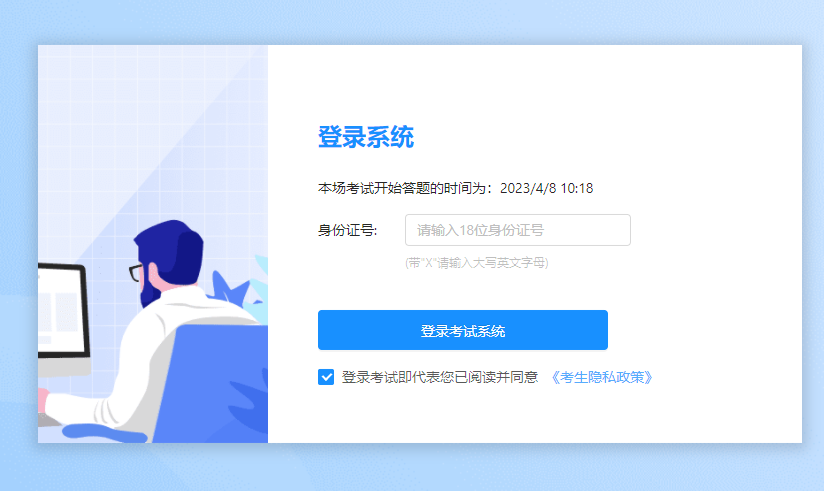 登录系统
本场考试开始答题的时间为：2023/4/8 10:18
身份证号: 请输入18位身份证号
(带"X"请输入大写英文字母)
登录考试系统
登录考试即代表您已阅读并同意 《考生隐私政策》